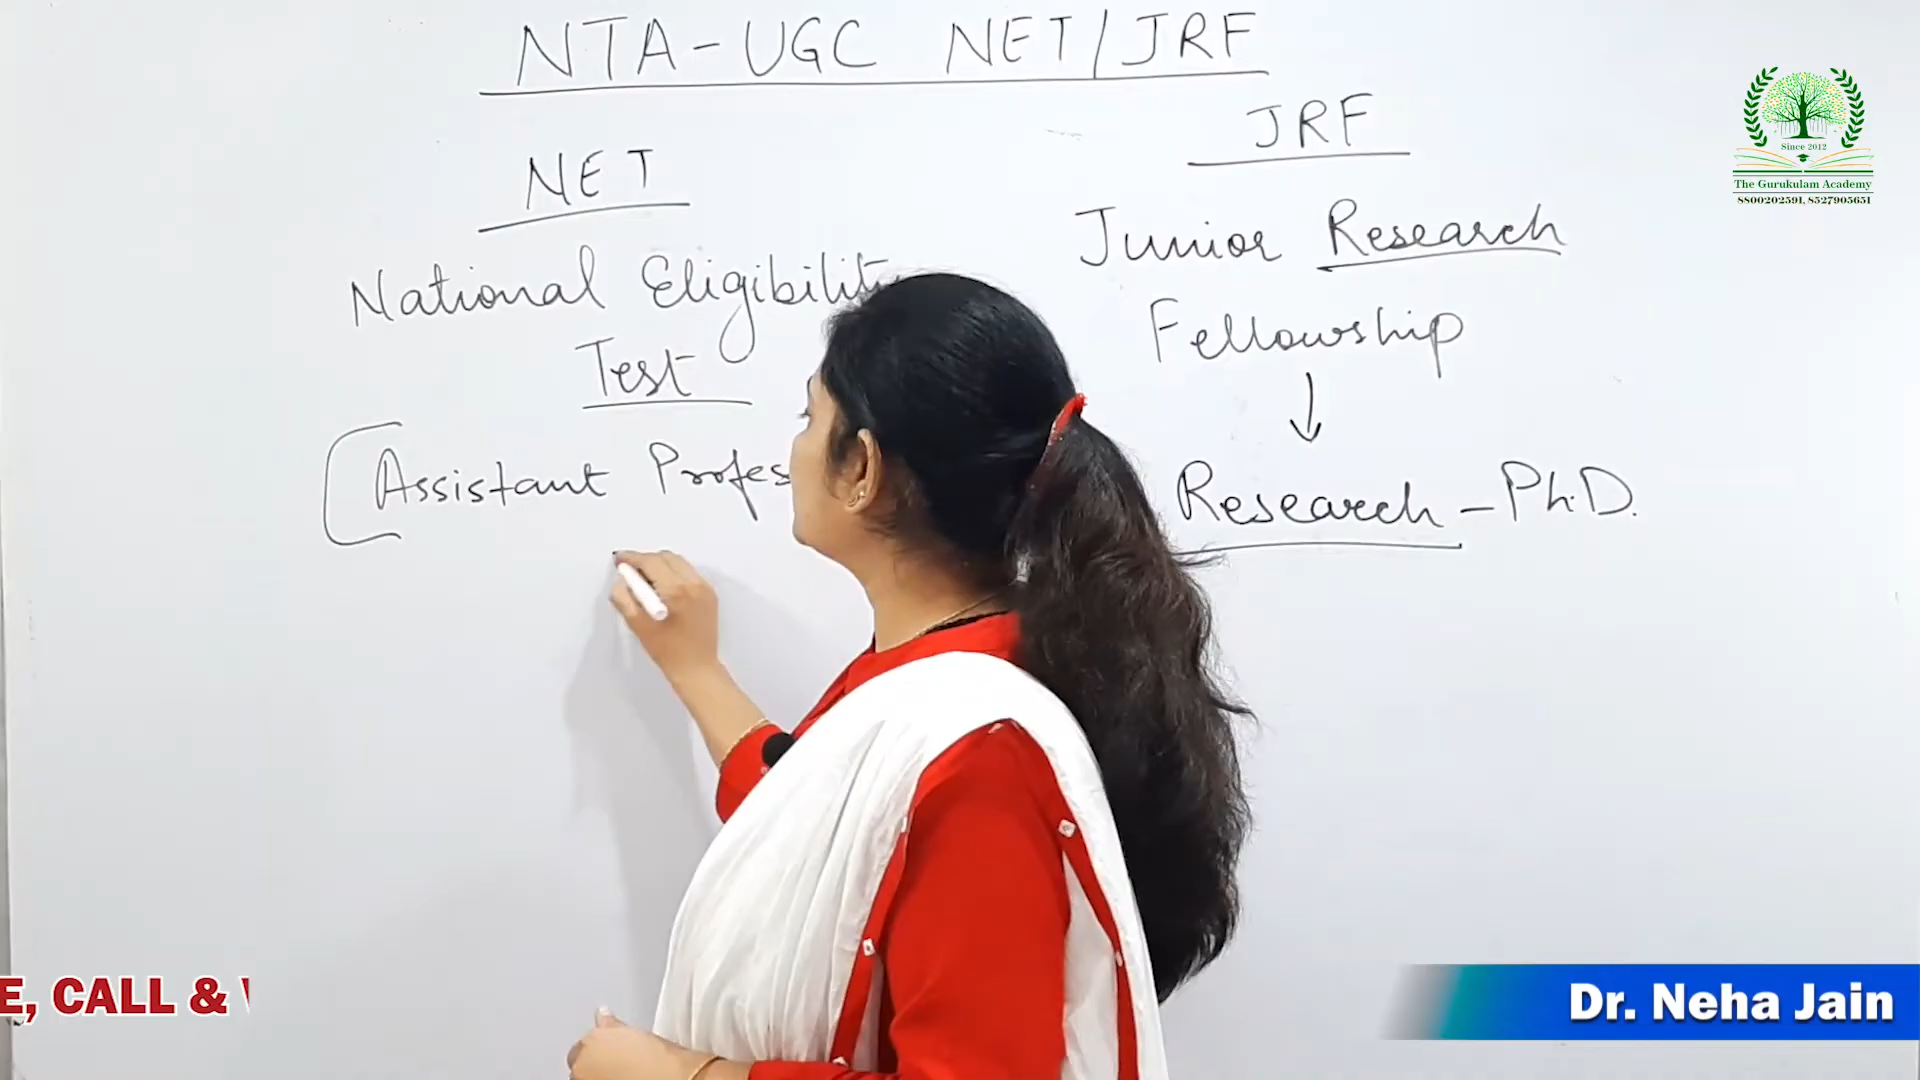 NTA-UGC NET/JRF
NET
National Eligibility
Test
Assistant Profes
JRF
Junior Research
Fellowship
Research - Ph.D.
Since 2012
The Gurukulam Academy
8800202591, 8527905651
E, CALL &
Dr. Neha Jain